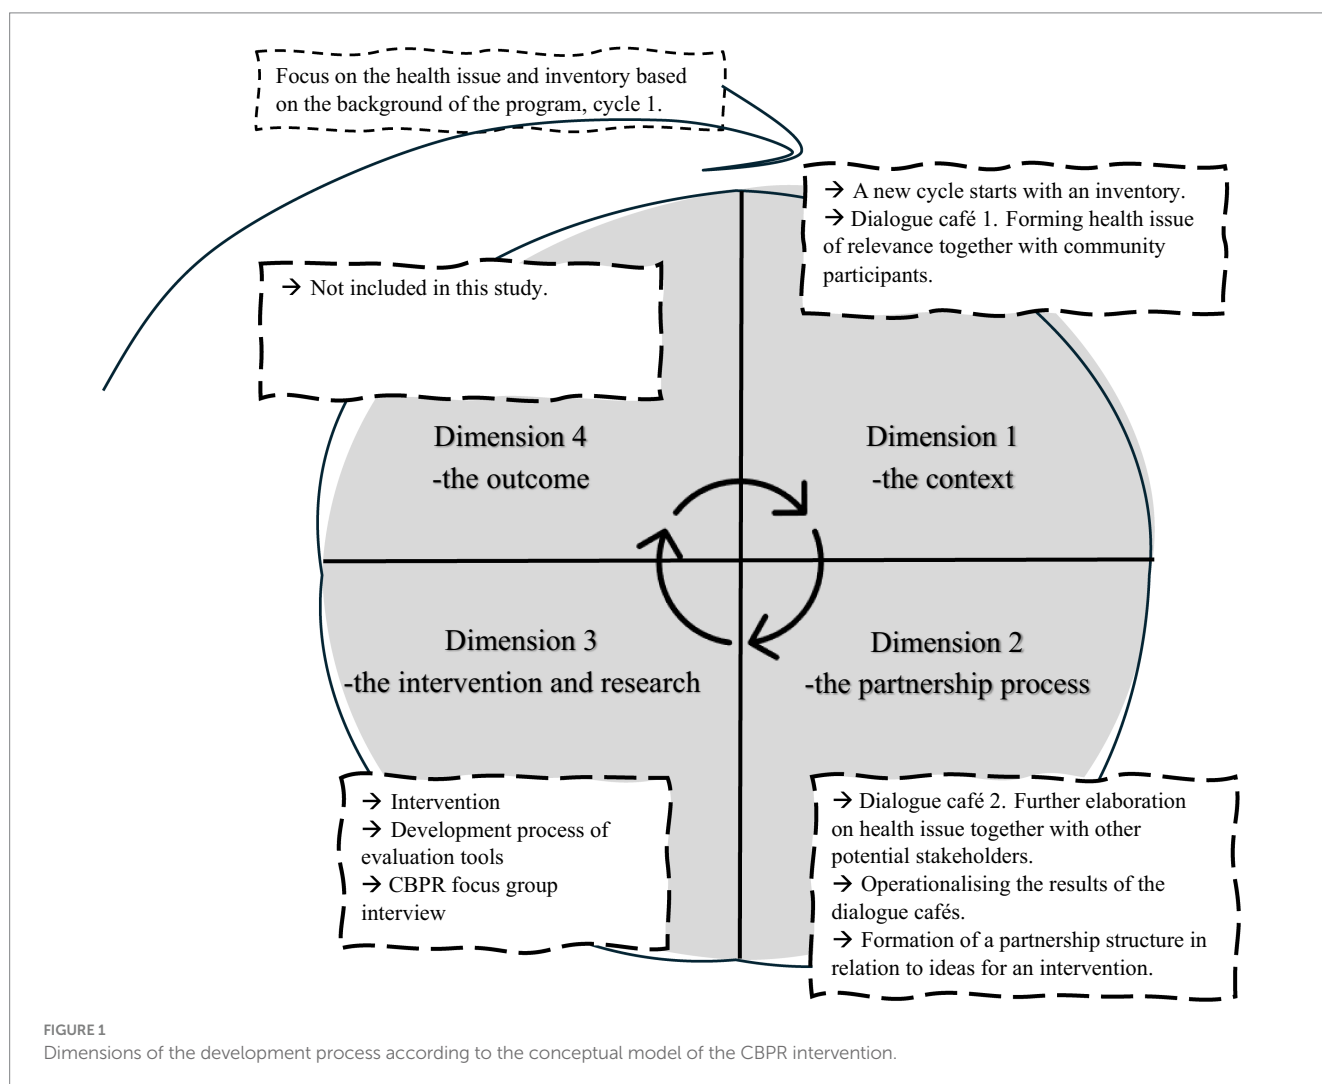 Focus on the health issue and inventory based
on the background of the program, cycle 1.
→ A new cycle starts with an inventory.
→ Dialogue café 1. Forming health issue
of relevance together with community
participants.
→ Not included in this study.
Dimension 4
-the outcome
Dimension 1
-the context
Dimension 3
-the intervention and research
Dimension 2
-the partnership process
→ Intervention
→ Development process of
evaluation tools
→ CBPR focus group
interview
→ Dialogue café 2. Further elaboration
on health issue together with other
potential stakeholders.
→ Operationalising the results of the
dialogue cafés.
→ Formation of a partnership structure in
relation to ideas for an intervention.
FIGURE 1
Dimensions of the development process according to the conceptual model of the CBPR intervention.